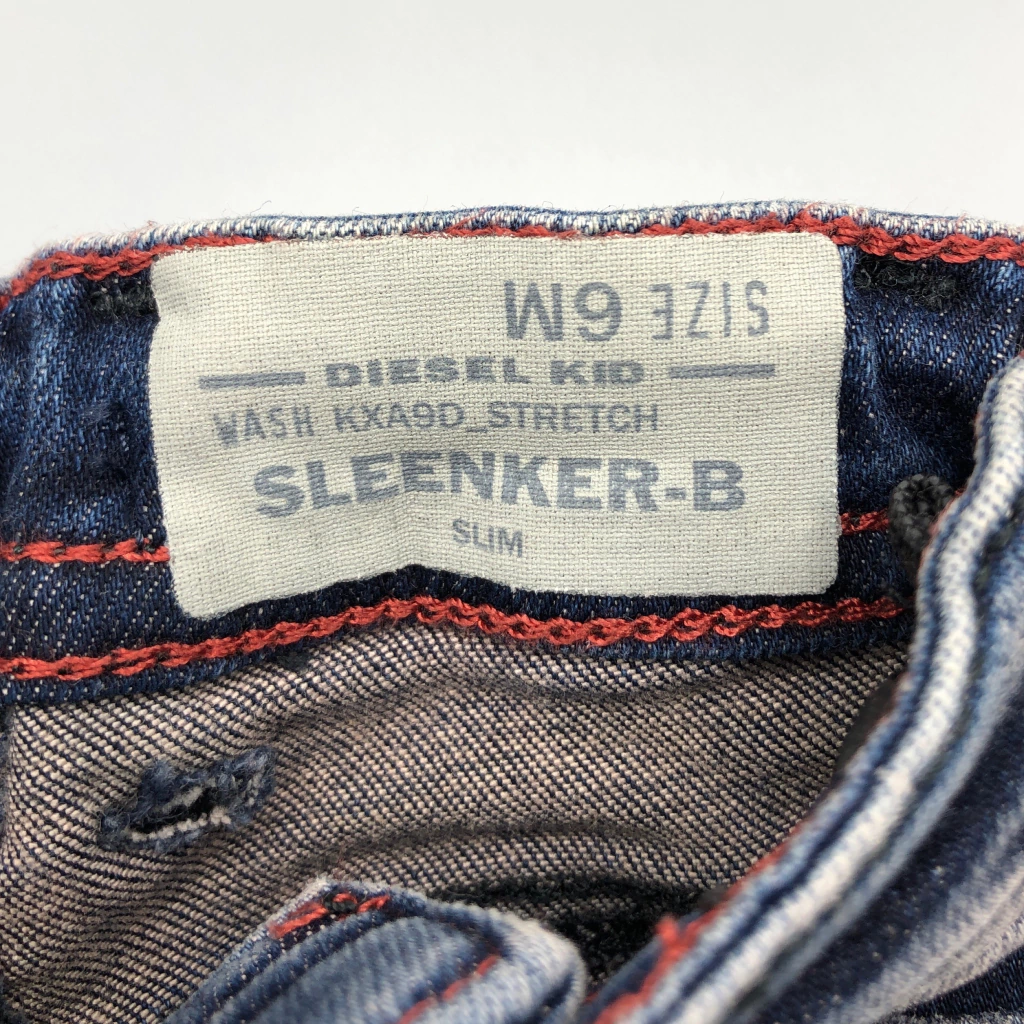 SIZE 6M
DIESEL KID
WASH KXA9D_STRETCH
SLEENKER-B
SLIM